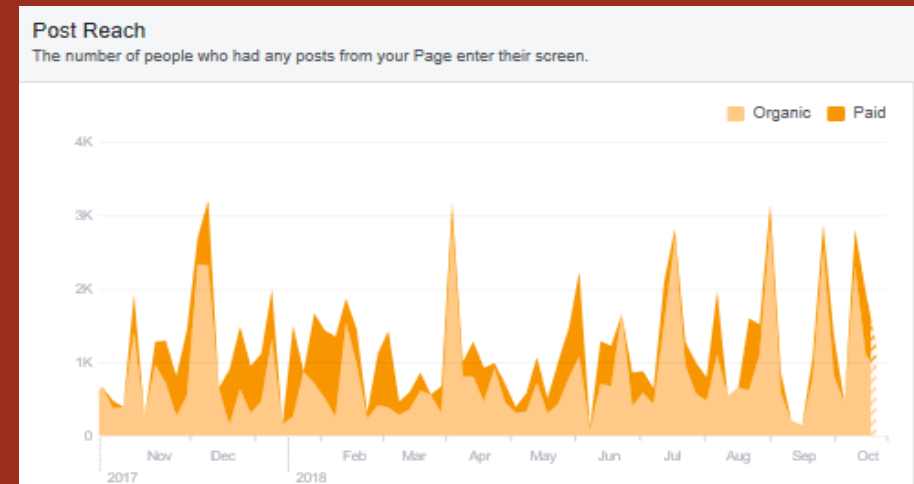 Post Reach
The number of people who had any posts from your Page enter their screen.
Organic Paid
4K
3K
2K
1K
0
Nov Dec Feb Mar Apr May Jun Jul Aug Sep Oct
2017 2018